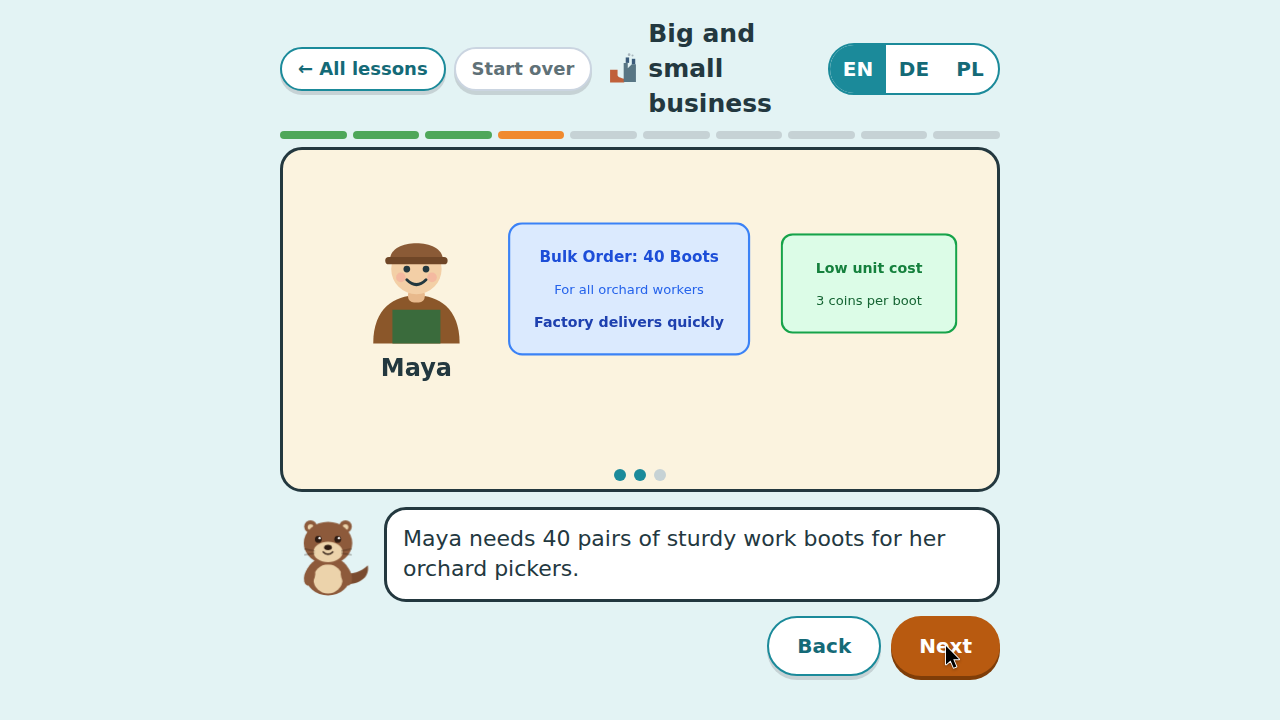 ← All lessons
Start over
Big and
small
business
EN
DE
PL
Bulk Order: 40 Boots
For all orchard workers
Factory delivers quickly
Low unit cost
3 coins per boot
Maya
Maya needs 40 pairs of sturdy work boots for her
orchard pickers.
Back
Next